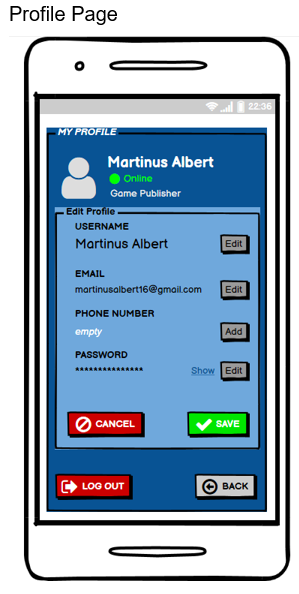 Profile Page
22:36
MY PROFILE
Martinus Albert
Online
Game Publisher
Edit Profile
USERNAME
Martinus Albert Edit
EMAIL
martinusalbert16@gmail.com Edit
PHONE NUMBER
empty Add
PASSWORD
*************** Show Edit
CANCEL SAVE
LOG OUT BACK